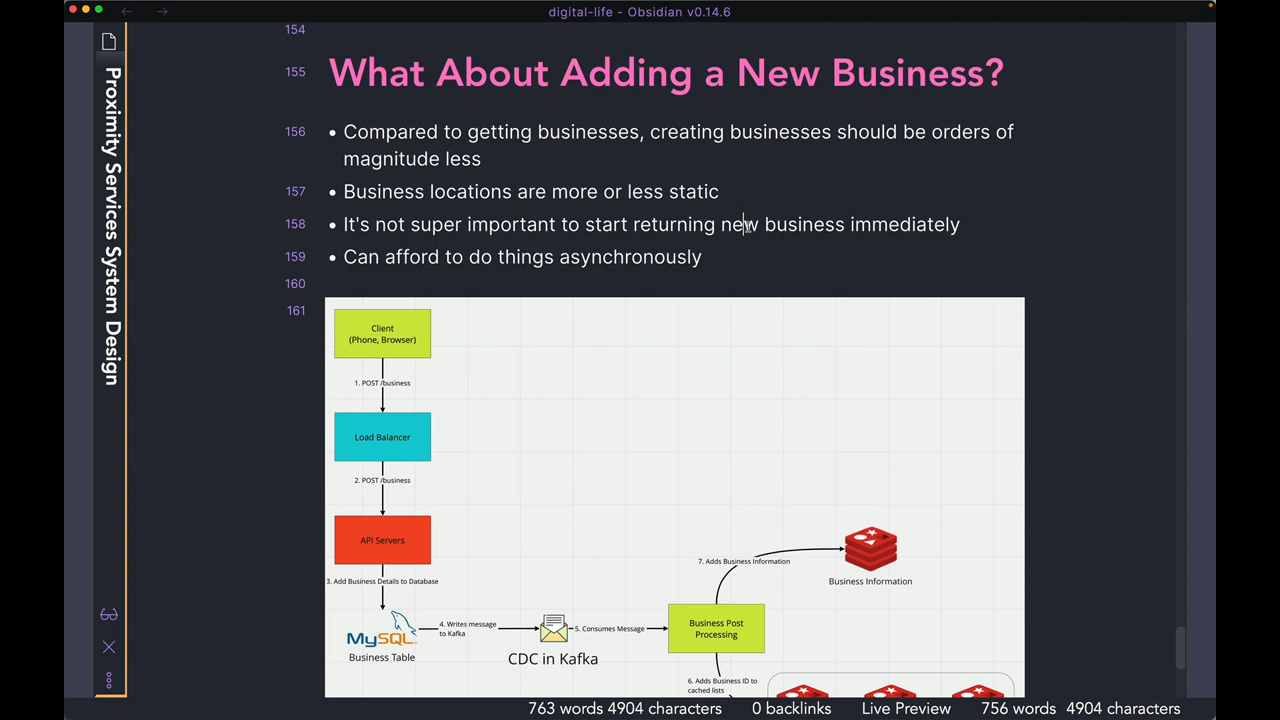 digital-life - Obsidian v0.14.6
Proximity Services System Design
154
155
What About Adding a New Business?
156
• Compared to getting businesses, creating businesses should be orders of
magnitude less
157
• Business locations are more or less static
158
• It's not super important to start returning new business immediately
159
• Can afford to do things asynchronously
160
161
Client
(Phone, Browser)
1. POST /business
Load Balancer
2. POST /business
API Servers
3. Add Business Details to Database
MySQL
Business Table
4. Writes message
to Kafka
CDC in Kafka
5. Consumes Message
Business Post
Processing
7. Adds Business Information
Business Information
6. Adds Business ID to
cached lists
763 words 4904 characters
0 backlinks
Live Preview
756 words 4904 characters